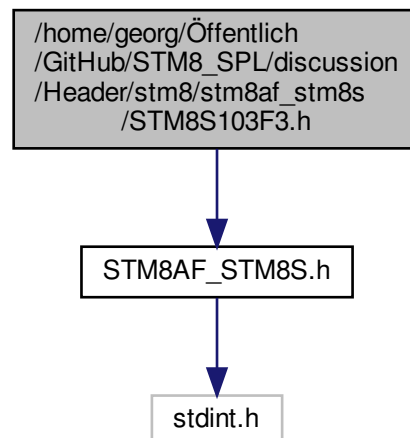 /home/georg/Öffentlich
/GitHub/STM8_SPL/discussion
/Header/stm8/stm8af_stm8s
/STM8S103F3.h
STM8AF_STM8S.h
stdint.h